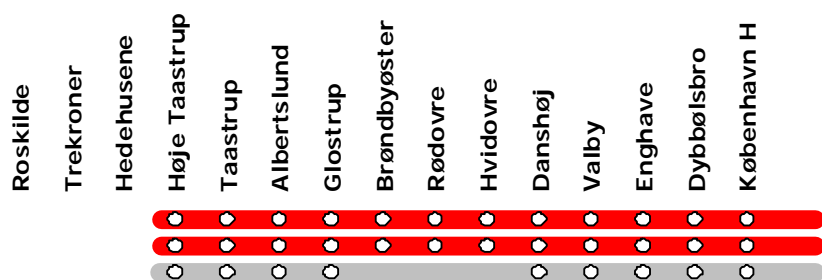 Roskilde
Trekroner
Hedehusene
Høje Taastrup
Taastrup
Albertslund
Glostrup
Brøndbyøster
Rødovre
Hvidovre
Danshøj
Valby
Enghave
Dybbølsbro
København H